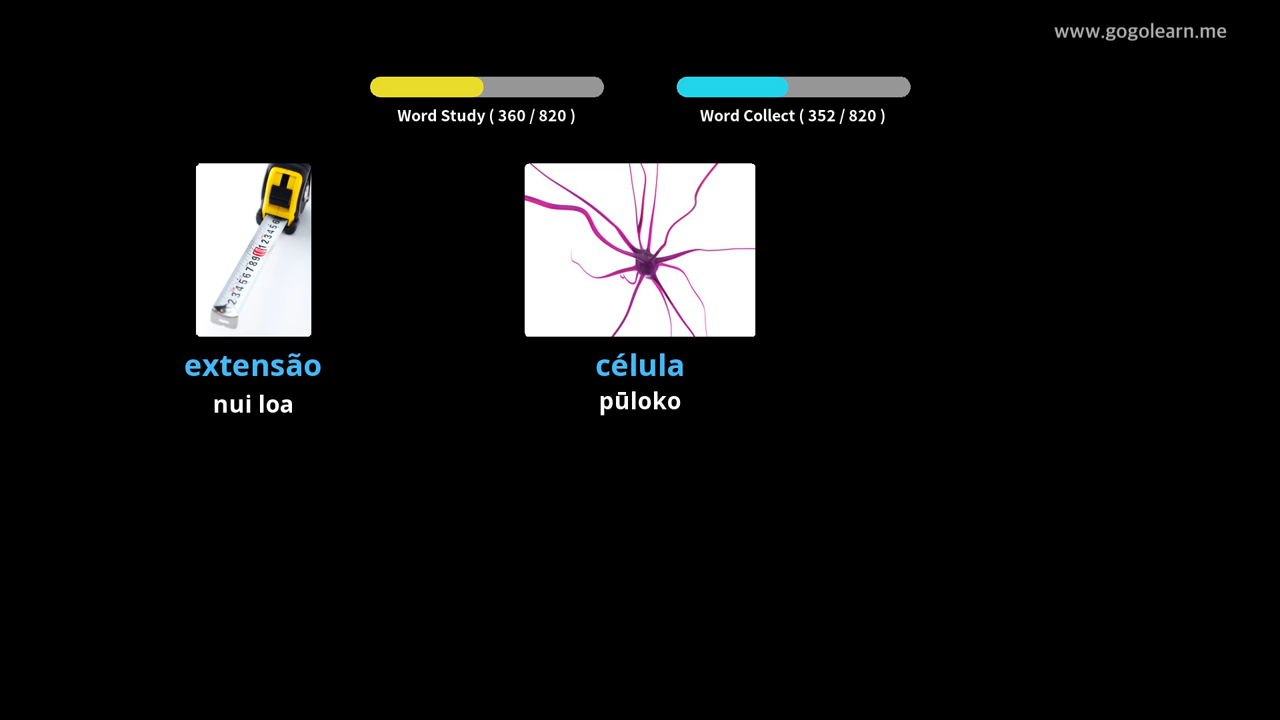 www.gogolearn.me
Word Study ( 360 / 820 )
Word Collect ( 352 / 820 )
extensão
nui loa
célula
pūloko